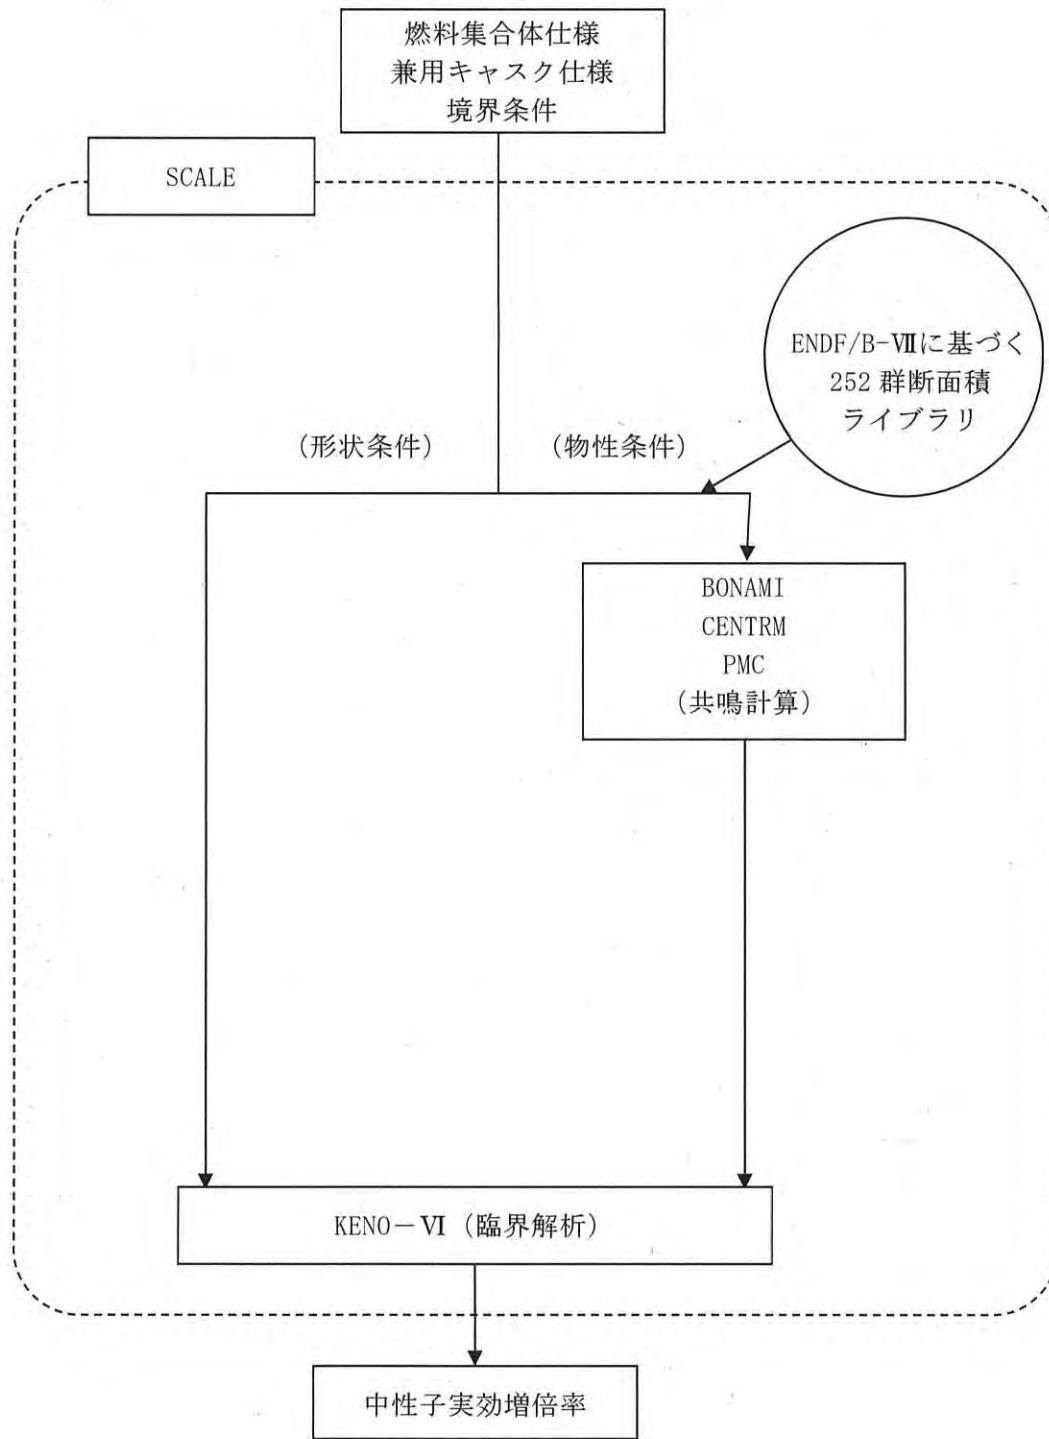 燃料集合体仕様
兼用キャスク仕様
境界条件
SCALE
ENDF/B-Ⅶに基づく
252 群断面積
ライブラリ
(形状条件)
(物性条件)
BONAMI
CENTRM
PMC
(共鳴計算)
KENO-Ⅵ (臨界解析)
中性子実効増倍率